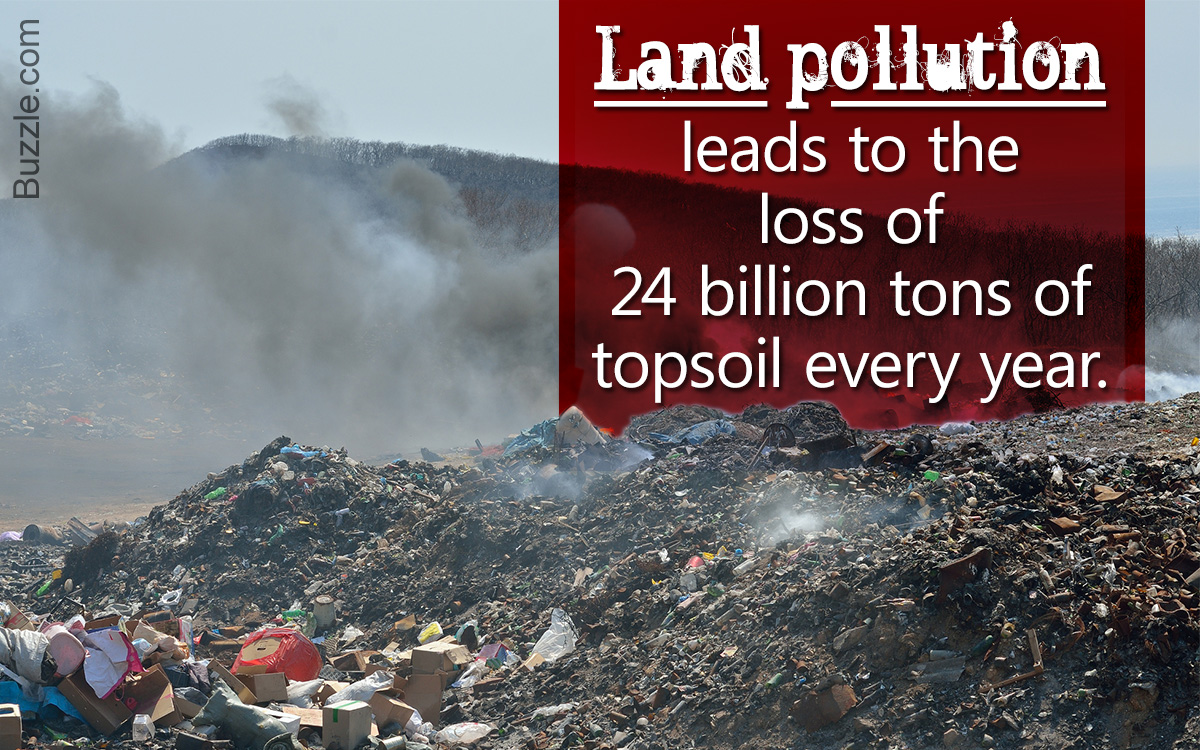 Buzzle.com
Land pollution
leads to the
loss of
24 billion tons of
topsoil every year.